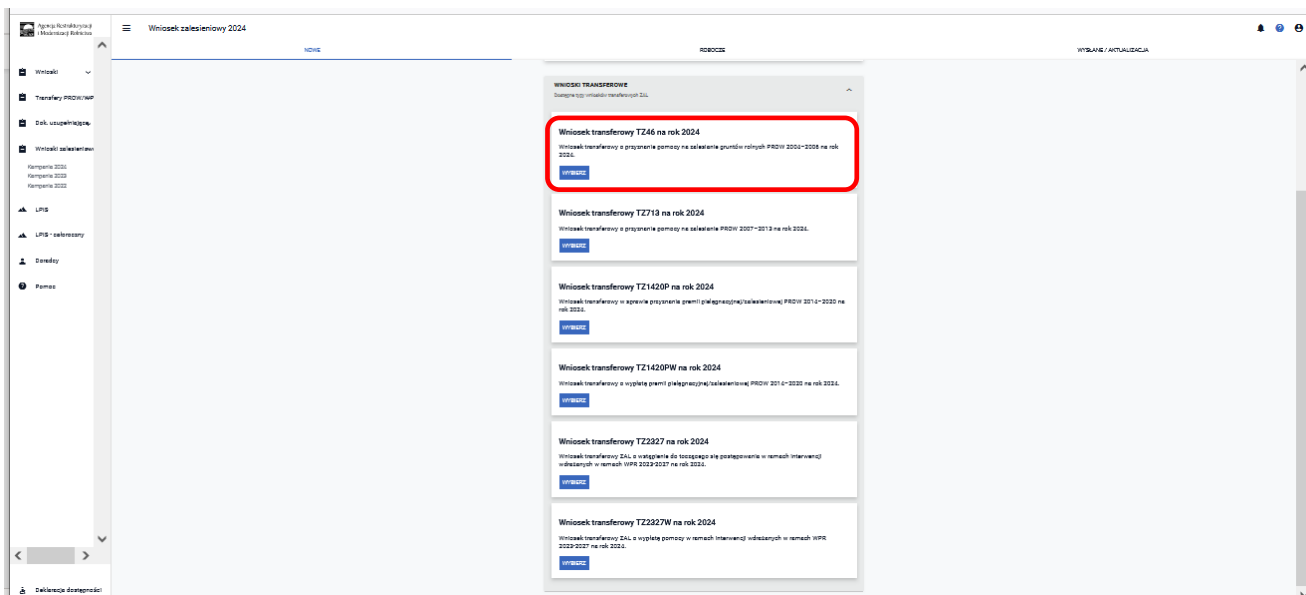 Agencja Restrukturyzacji
i Modernizacji Rolnictwa
Wniosek zalesieniowy 2024
NOWE
ROBOCZE
WYSŁANE / AKTUALIZACJA
Wnioski
Transfery PROW/WP
Dok. uzupełniające,
Wnioski zalesieniow
Kampania 2024
Kampania 2023
Kampania 2022
LPIS
LPIS - całoroczny
Doradcy
Pomoc
Deklaracja dostępności
WNIOSKI TRANSFEROWE
Dostępne typy wniosków transferowych ZAL
Wniosek transferowy TZ46 na rok 2024
Wniosek transferowy o przyznanie pomocy na zalesianie gruntów rolnych PROW 2004-2006 na rok
2024.
WYBIERZ
Wniosek transferowy TZ713 na rok 2024
Wniosek transferowy o przyznanie pomocy na zalesianie PROW 2007-2013 na rok 2024.
WYBIERZ
Wniosek transferowy TZ1420P na rok 2024
Wniosek transferowy w sprawie przyznania premii pielęgnacyjnej/zalesieniowej PROW 2014-2020 na
rok 2024.
WYBIERZ
Wniosek transferowy TZ1420PW na rok 2024
Wniosek transferowy o wypłatę premii pielęgnacyjnej/zalesieniowej PROW 2014-2020 na rok 2024.
WYBIERZ
Wniosek transferowy TZ2327 na rok 2024
Wniosek transferowy ZAL o wstąpienie do toczącego się postępowania w ramach interwencji
wdrażanych w ramach WPR 2023-2027 na rok 2024.
WYBIERZ
Wniosek transferowy TZ2327W na rok 2024
Wniosek transferowy ZAL o wypłatę pomocy w ramach interwencji wdrażanych w ramach WPR
2023-2027 na rok 2024.
WYBIERZ